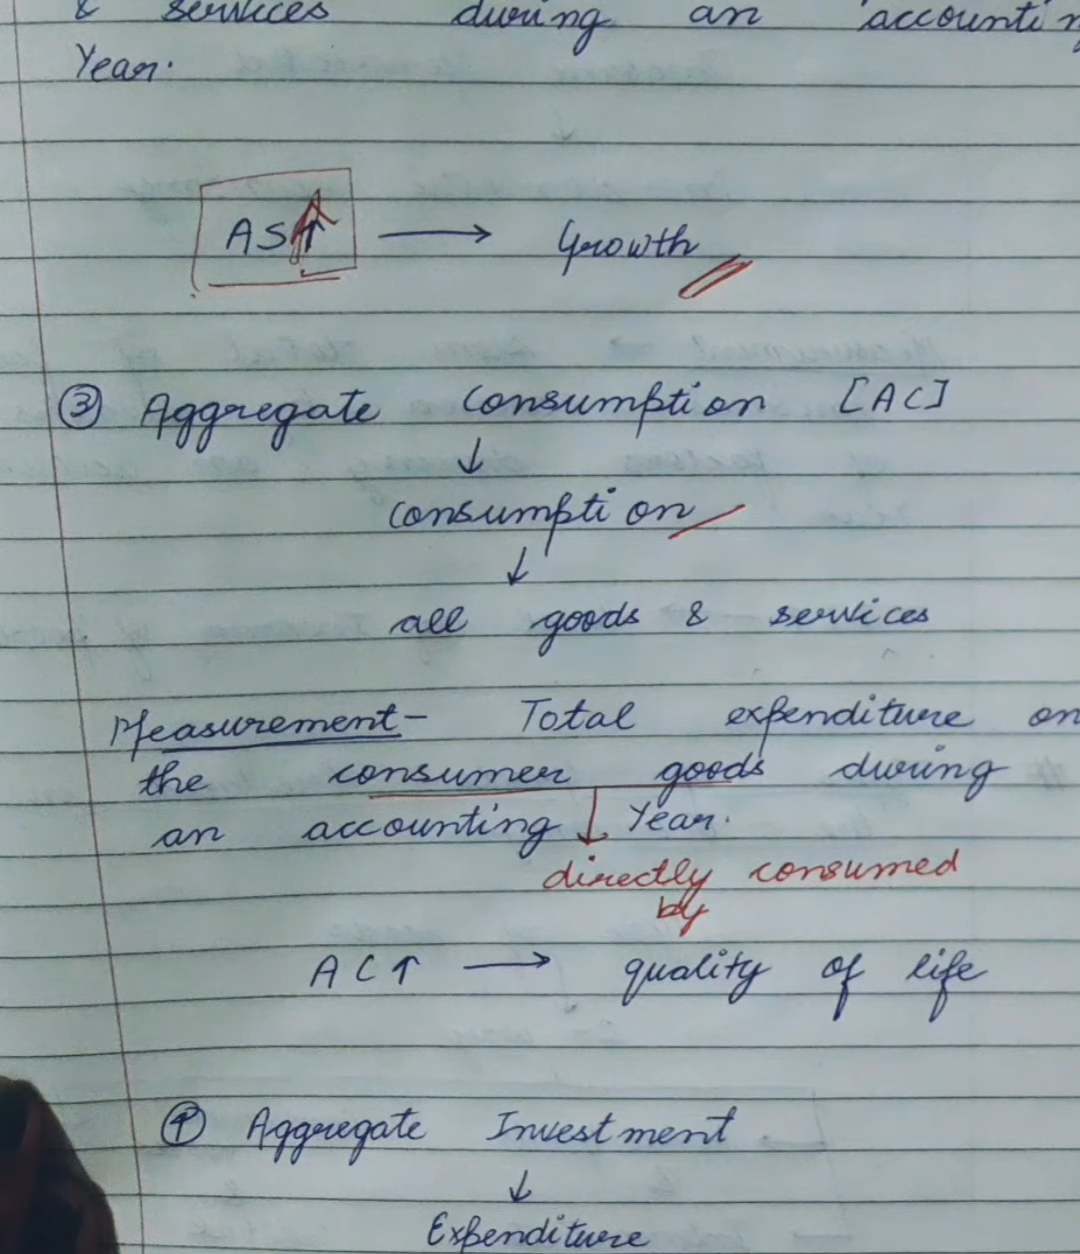 & services during an accounting
Year.
AS↑ → Growth
③ Aggregate Consumption [AC]
↓
consumption
↓
all goods & services
Measurement- Total expenditure on
the consumer goods during
an accounting ↓ Year.
directly consumed
by
AC↑ → quality of life
④ Aggregate Investment
↓
Expenditure